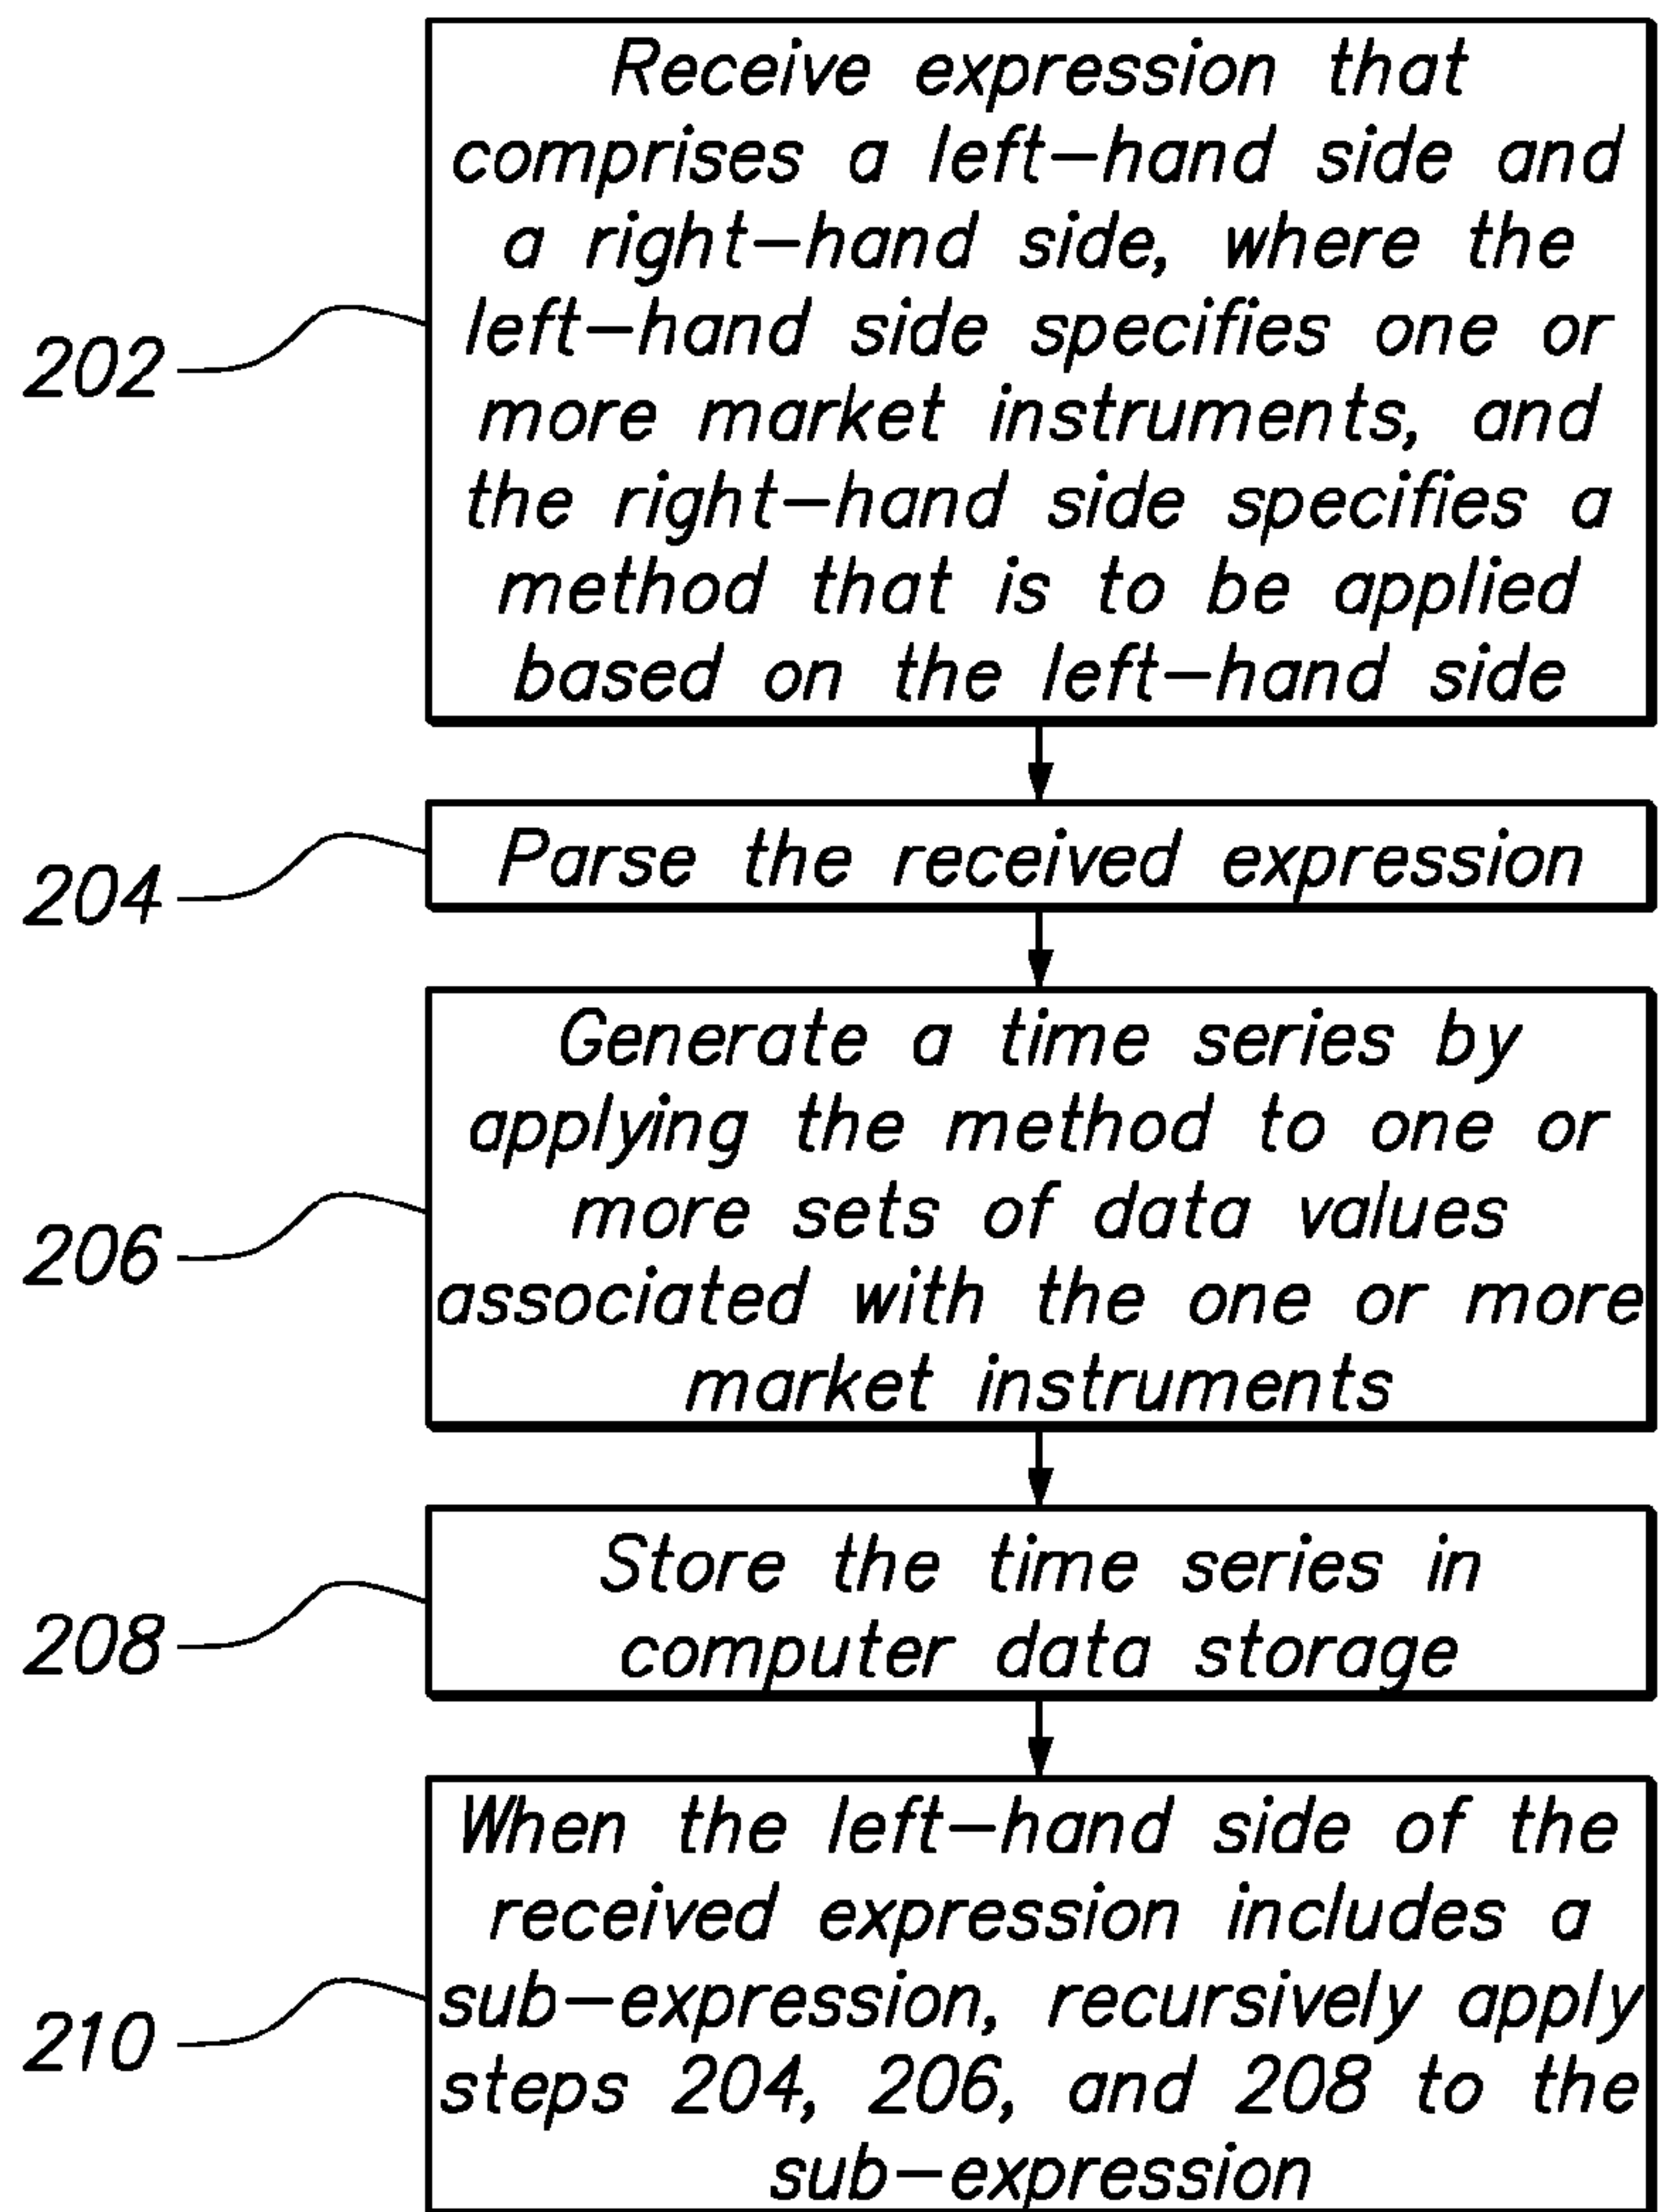 Receive expression that
comprises a left-hand side and
a right-hand side, where the
left-hand side specifies one or
more market instruments, and
the right-hand side specifies a
method that is to be applied
based on the left-hand side
202
Parse the received expression
204
Generate a time series by
applying the method to one or
more sets of data values
associated with the one or more
market instruments
206
Store the time series in
computer data storage
208
When the left-hand side of the
received expression includes a
sub-expression, recursively apply
steps 204, 206, and 208 to the
sub-expression
210